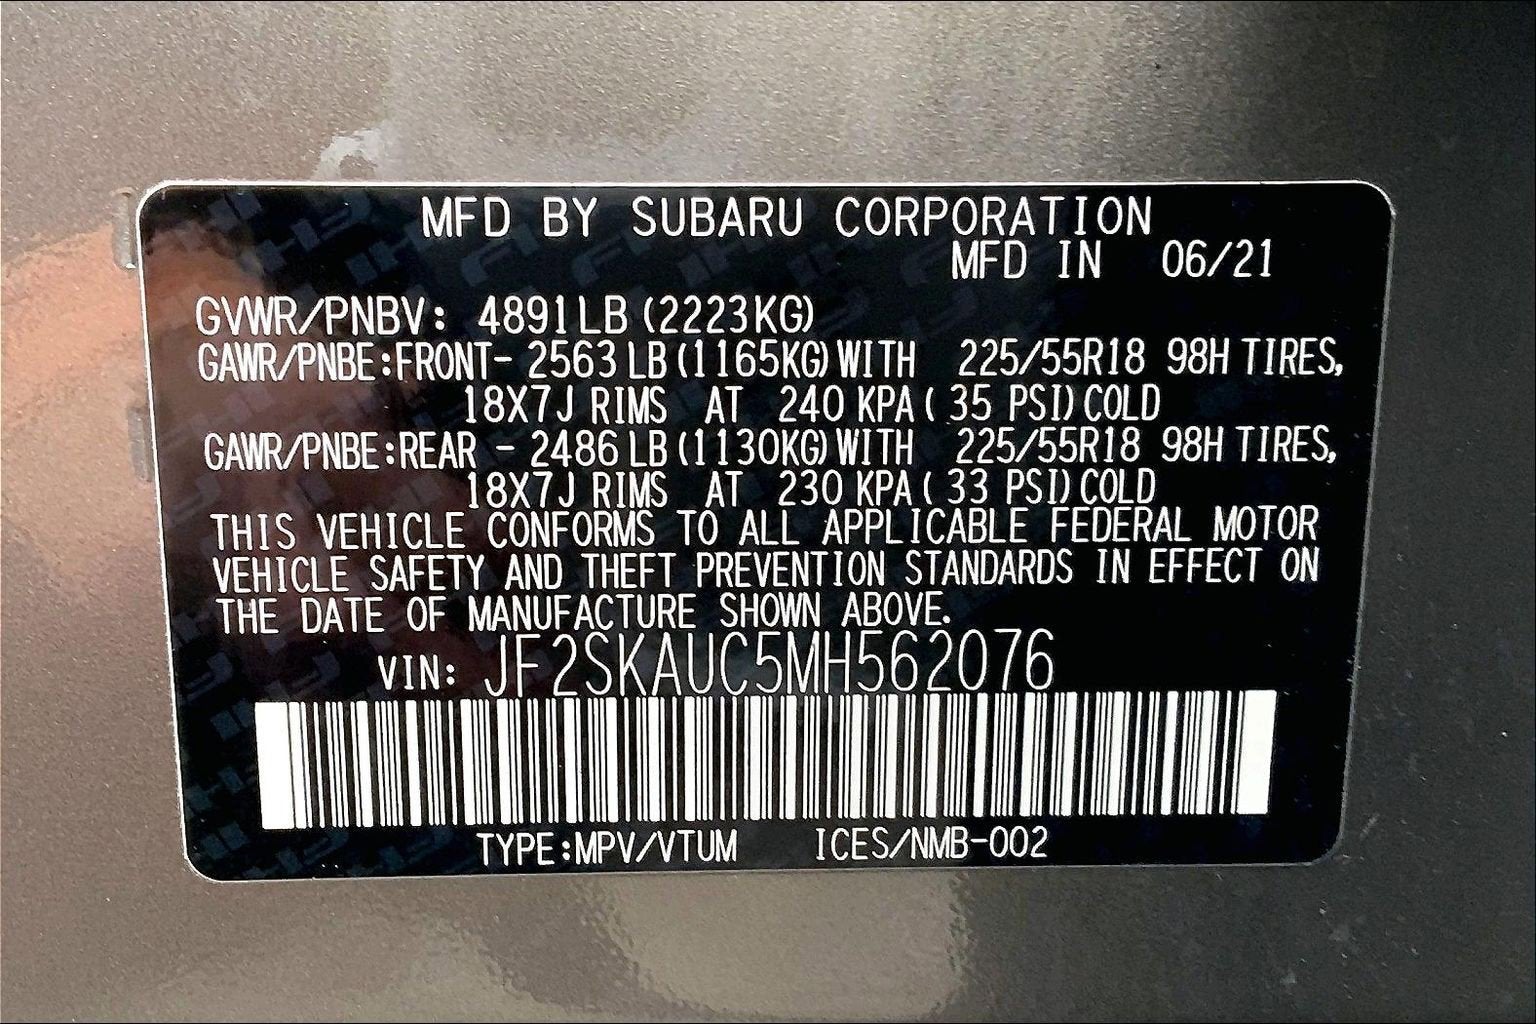 MFD BY SUBARU CORPORATION
MFD IN 06/21
GVWR/PNBV: 4891LB (2223KG)
GAWR/PNBE:FRONT- 2563 LB (1165KG) WITH 225/55R18 98H TIRES,
18X7J RIMS AT 240 KPA ( 35 PSI) COLD
GAWR/PNBE:REAR - 2486 LB (1130KG) WITH 225/55R18 98H TIRES,
18X7J RIMS AT 230 KPA ( 33 PSI) COLD
THIS VEHICLE CONFORMS TO ALL APPLICABLE FEDERAL MOTOR
VEHICLE SAFETY AND THEFT PREVENTION STANDARDS IN EFFECT ON
THE DATE OF MANUFACTURE SHOWN ABOVE.
VIN: JF2SKAUC5MH562076
TYPE:MPV/VTUM ICES/NMB-002